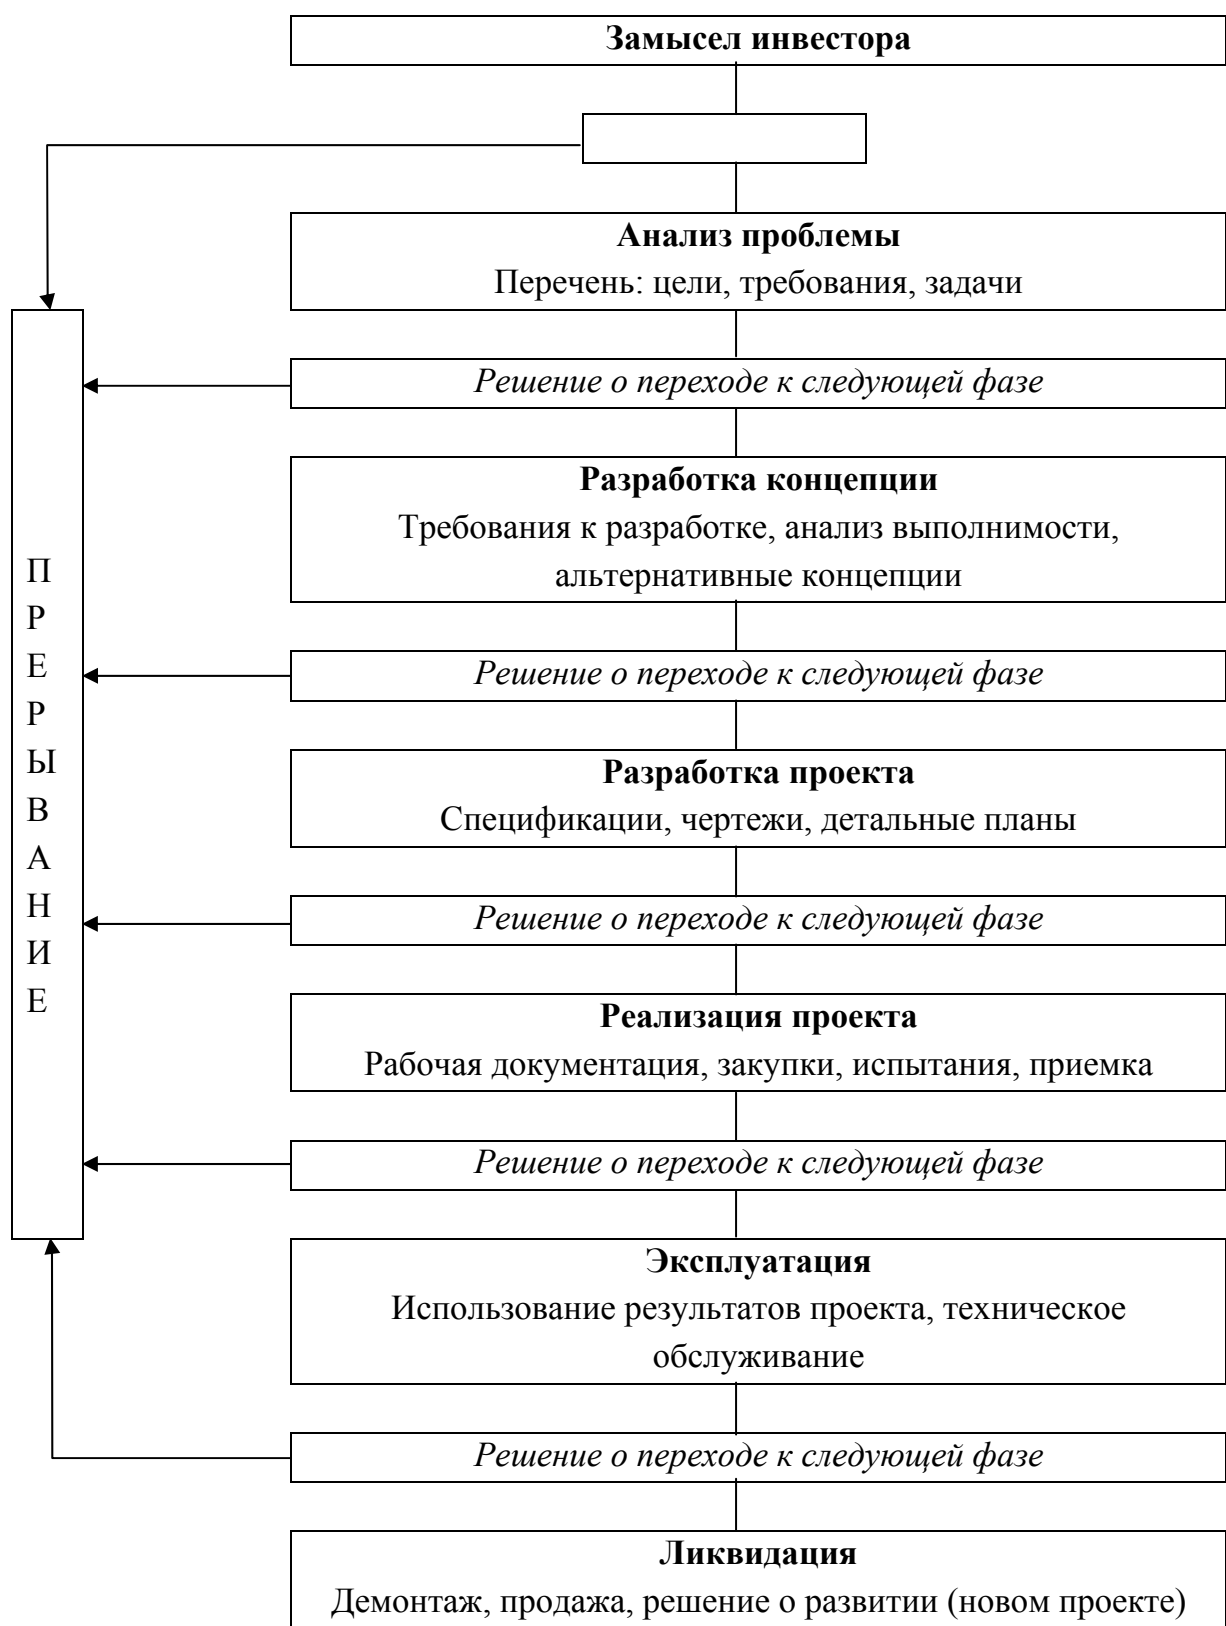 Замысел инвестора
Анализ проблемы
Перечень: цели, требования, задачи
Решение о переходе к следующей фазе
Разработка концепции
Требования к разработке, анализ выполнимости,
альтернативные концепции
Решение о переходе к следующей фазе
Разработка проекта
Спецификации, чертежи, детальные планы
Решение о переходе к следующей фазе
Реализация проекта
Рабочая документация, закупки, испытания, приемка
Решение о переходе к следующей фазе
Эксплуатация
Использование результатов проекта, техническое
обслуживание
Решение о переходе к следующей фазе
Ликвидация
Демонтаж, продажа, решение о развитии (новом проекте)
П
Р
Е
Р
Ы
В
А
Н
И
Е